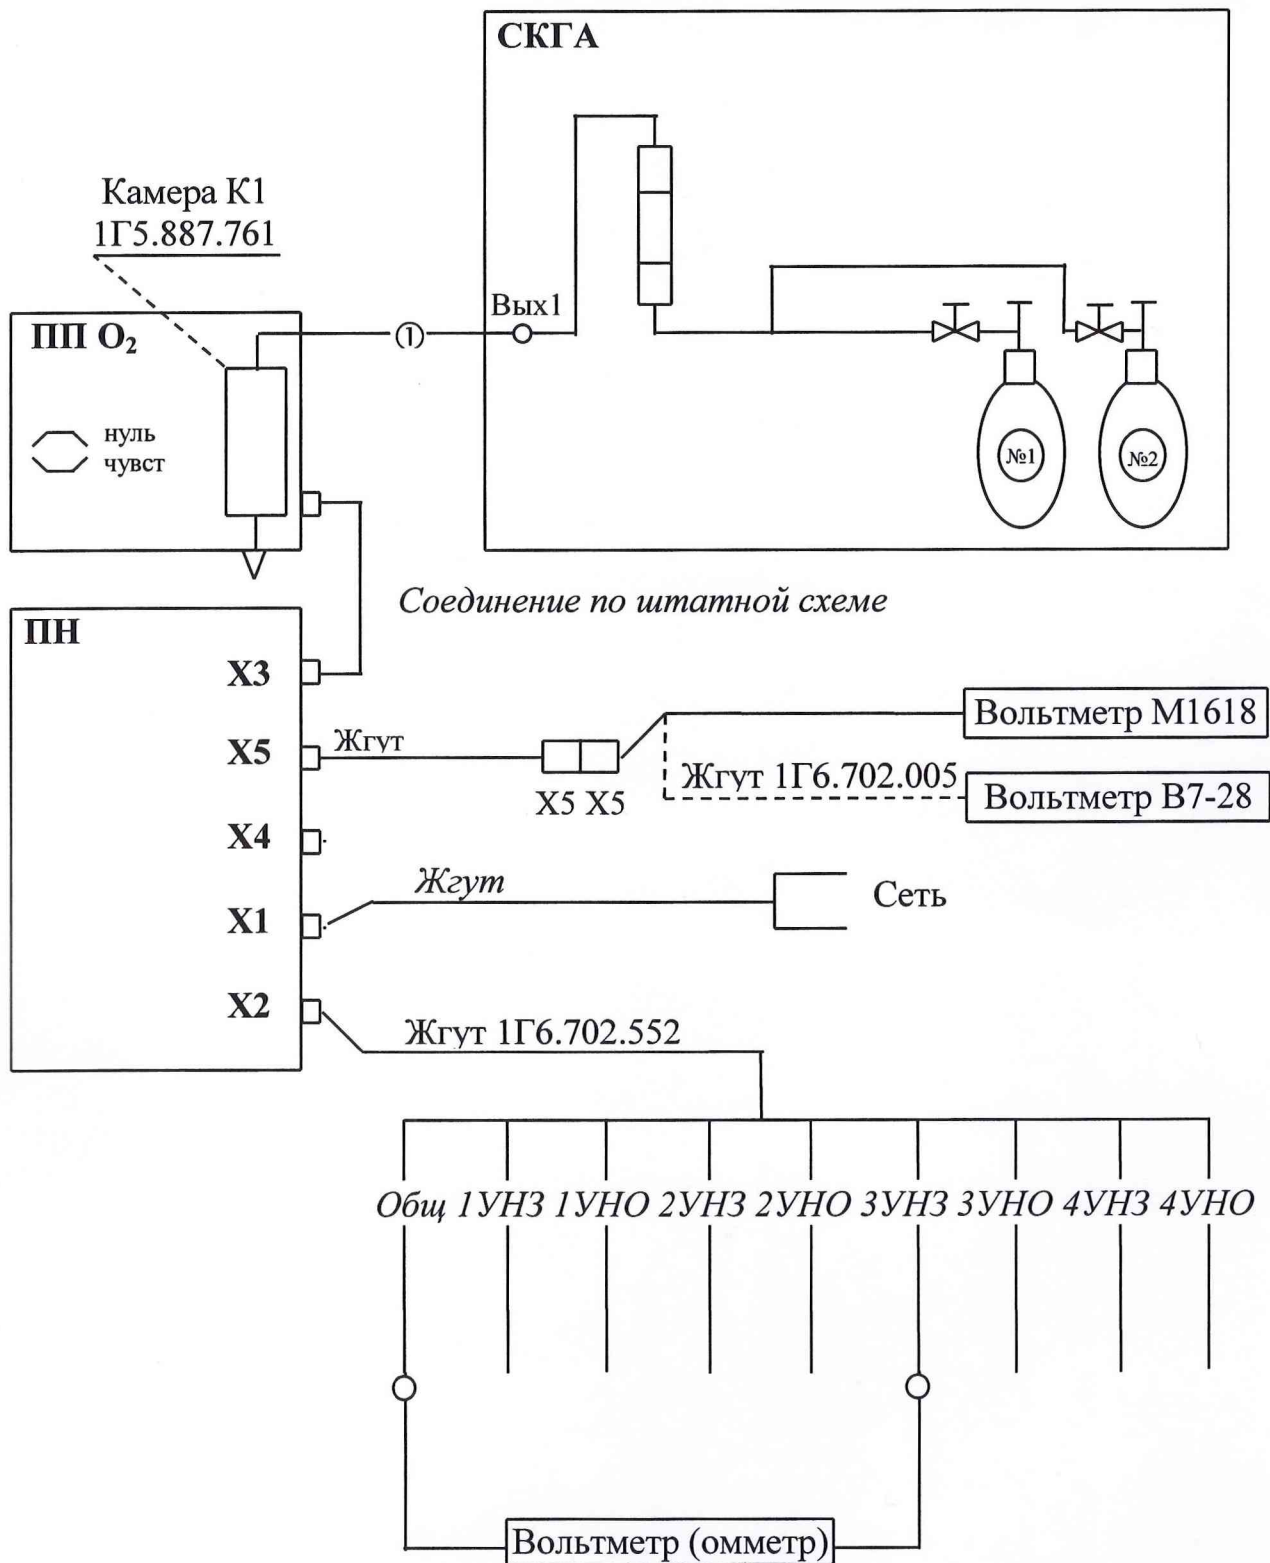 СКГА
Камера К1
1Г5.887.761
Вых1
ПП О₂
①
нуль
чувст
№1
№2
Соединение по штатной схеме
ПН
Х3
Вольтметр М1618
Х5
Жгут
Жгут 1Г6.702.005
Вольтметр В7-28
Х5 Х5
Х4
Жгут
Сеть
Х1
Х2
Жгут 1Г6.702.552
Общ 1УНЗ 1УНО 2УНЗ 2УНО 3УНЗ 3УНО 4УНЗ 4УНО
Вольтметр (омметр)